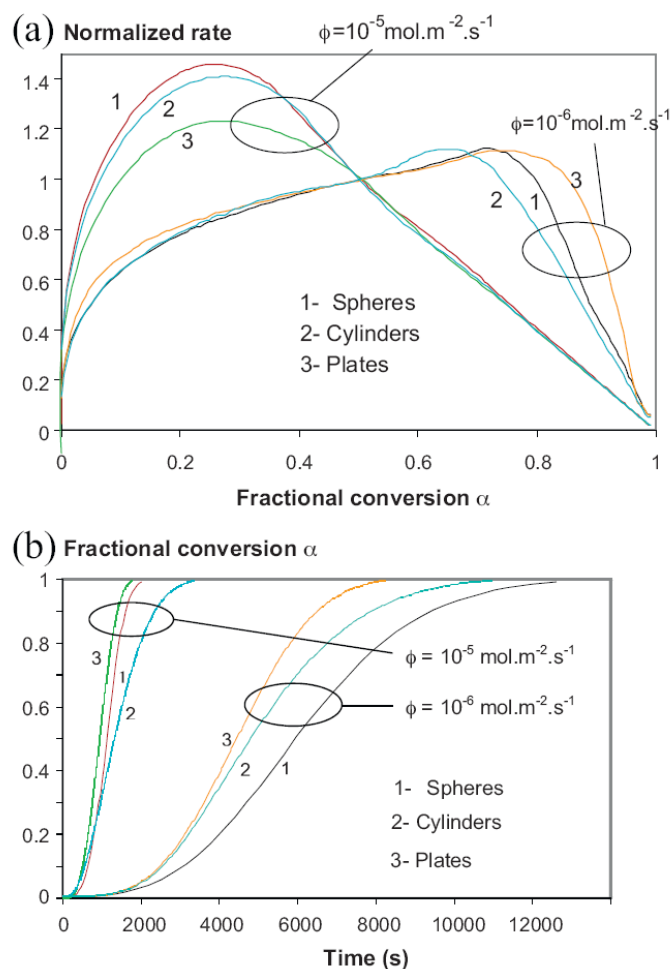 (a) Normalized rate
ϕ=10⁻⁵mol.m⁻².s⁻¹
1.4
1.2
1
0.8
0.6
0.4
0.2
0
1
2
3
ϕ=10⁻⁶mol.m⁻².s⁻¹
3
1
2
1- Spheres
2- Cylinders
3- Plates
0 0.2 0.4 0.6 0.8 1
Fractional conversion α
(b) Fractional conversion α
1
0.8
0.6
0.4
0.2
0
3
1
2
ϕ = 10⁻⁵ mol.m⁻².s⁻¹
ϕ = 10⁻⁶ mol.m⁻².s⁻¹
3
2
1
1- Spheres
2- Cylinders
3- Plates
0 2000 4000 6000 8000 10000 12000
Time (s)